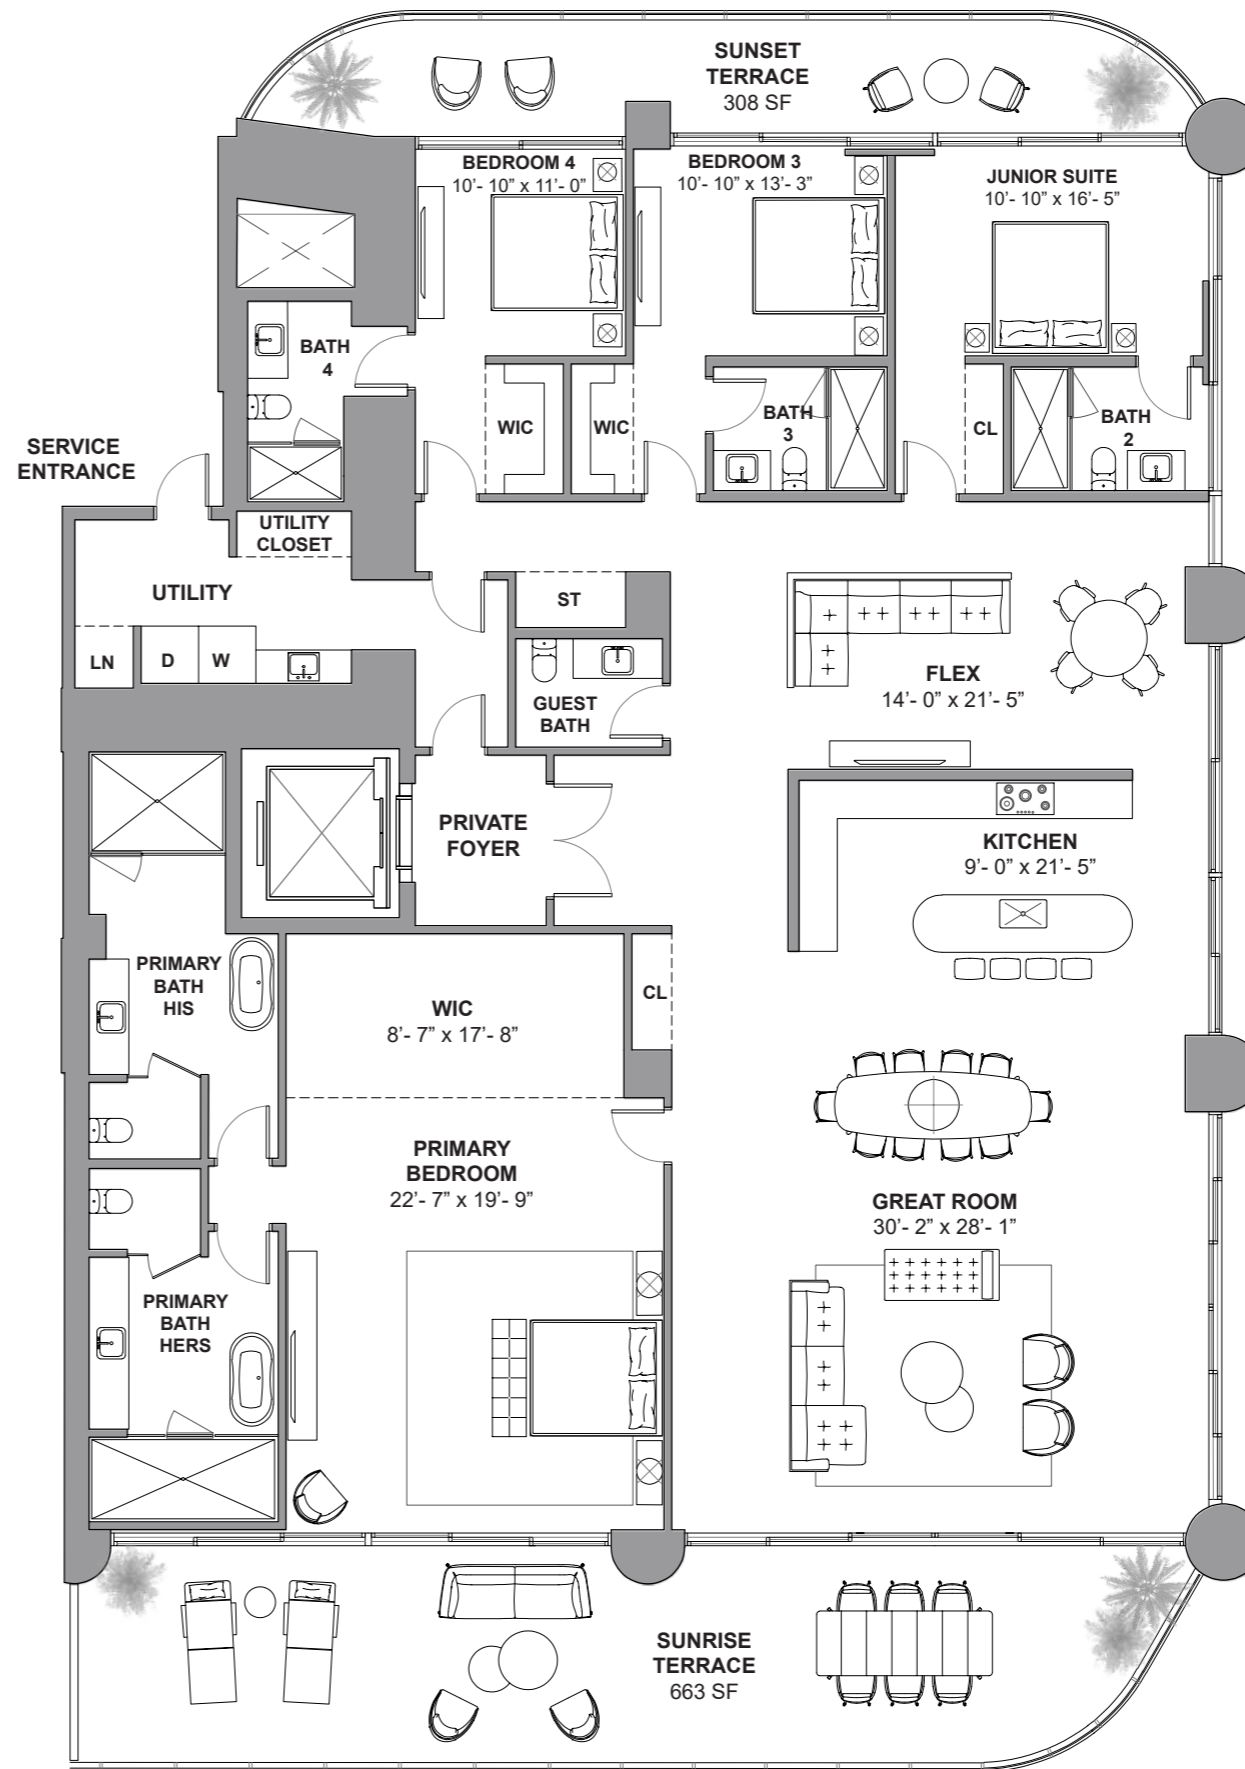 SUNSET
TERRACE
308 SF
BEDROOM 4
10’- 10” x 11’- 0”
BEDROOM 3
10’- 10” x 13’- 3”
JUNIOR SUITE
10’- 10” x 16’- 5”
BATH
4
WIC
WIC
BATH
3
CL
BATH
2
SERVICE
ENTRANCE
UTILITY
CLOSET
UTILITY
ST
LN
D
W
GUEST
BATH
FLEX
14’- 0” x 21’- 5”
PRIVATE
FOYER
KITCHEN
9’- 0” x 21’- 5”
PRIMARY
BATH
HIS
WIC
8’- 7” x 17’- 8”
CL
PRIMARY
BEDROOM
22’- 7” x 19’- 9”
GREAT ROOM
30’- 2” x 28’- 1”
PRIMARY
BATH
HERS
SUNRISE
TERRACE
663 SF